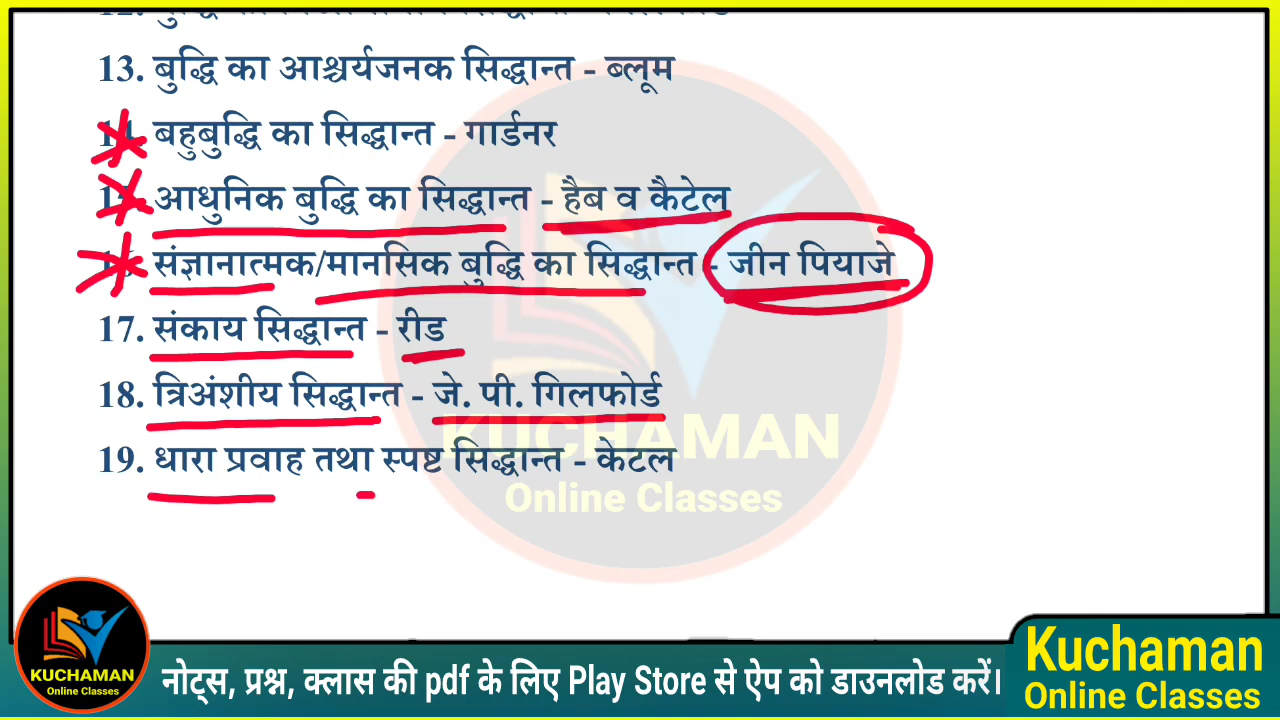 13. बुद्धि का आश्चर्यजनक सिद्धान्त - ब्लूम
बहुबुद्धि का सिद्धान्त - गार्डनर
आधुनिक बुद्धि का सिद्धान्त - हैब व कैटेल
संज्ञानात्मक/मानसिक बुद्धि का सिद्धान्त - जीन पियाजे
17. संकाय सिद्धान्त - रीड
18. त्रिअंशीय सिद्धान्त - जे. पी. गिलफोर्ड
19. धारा प्रवाह तथा स्पष्ट सिद्धान्त - केटल
KUCHAMAN
Online Classes
KUCHAMAN
Online Classes
नोट्स, प्रश्न, क्लास की pdf के लिए Play Store से ऐप को डाउनलोड करें।
Kuchaman
Online Classes